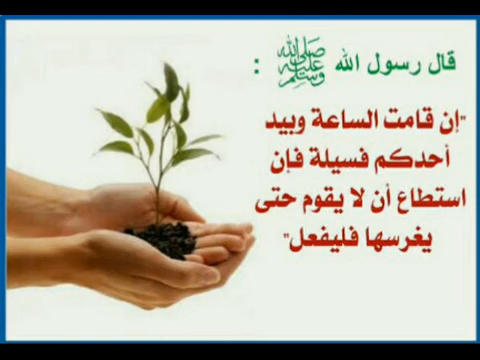 قال رسول الله ﷺ :
"إن قامت الساعة وبيد
أحدكم فسيلة فإن
استطاع أن لا يقوم حتى
يغرسها فليفعل"